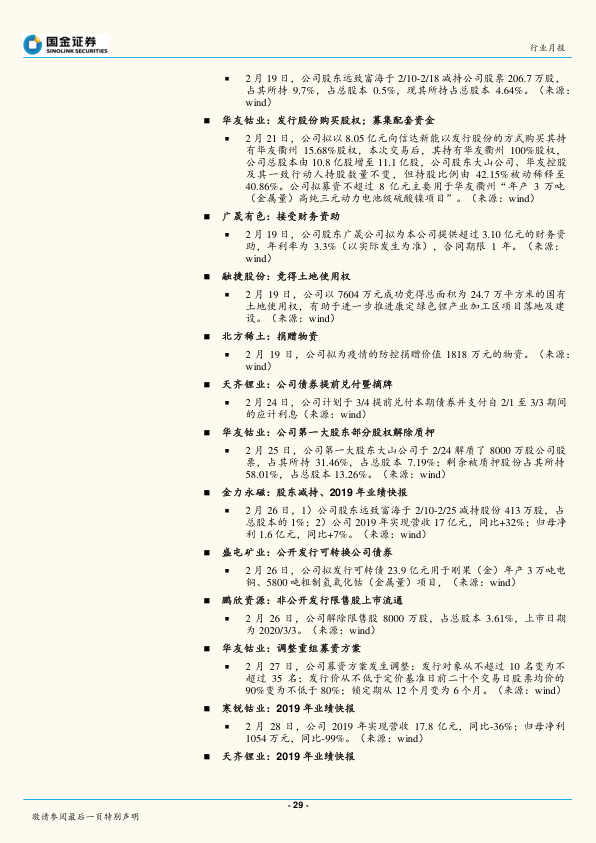 国金证券
SINOLINK SECURITIES
行业月报
■ 2 月 19 日，公司股东远致富海于 2/10-2/18 减持公司股票 206.7 万股，
占其所持 9.7%，占总股本 0.5%，现其所持占总股本 4.64%。（来源：
wind）
■ 华友钴业：发行股份购买股权；募集配套资金
■ 2 月 21 日，公司拟以 8.05 亿元向信达新能以发行股份的方式购买其持
有华友衢州 15.68%股权，本次交易后，其持有华友衢州 100%股权，
公司总股本由 10.8 亿股增至 11.1 亿股，公司股东大山公司、华友控股
及其一致行动人持股数量不变，但持股比例由 42.15%被动稀释至
40.86%。公司拟募资不超过 8 亿元主要用于华友衢州“年产 3 万吨
（金属量）高纯三元动力电池级硫酸镍项目”。（来源：wind）
■ 广晟有色：接受财务资助
■ 2 月 19 日，公司股东广晟公司拟为本公司提供超过 3.10 亿元的财务资
助，年利率为 3.3%（以实际发生为准），合同期限 1 年。（来源：
wind）
■ 融捷股份：竞得土地使用权
■ 2 月 19 日，公司以 7604 万元成功竞得总面积为 24.7 万平方米的国有
土地使用权，有助于进一步推进康定绿色锂产业加工区项目落地及建
设。（来源：wind）
■ 北方稀土：捐赠物资
■ 2 月 19 日，公司拟为疫情的防控捐赠价值 1818 万元的物资。（来源：
wind）
■ 天齐锂业：公司债券提前兑付暨摘牌
■ 2 月 24 日，公司计划于 3/4 提前兑付本期债券并支付自 2/1 至 3/3 期间
的应计利息（来源：wind）
■ 华友钴业：公司第一大股东部分股权解除质押
■ 2 月 25 日，公司第一大股东大山公司于 2/24 解质了 8000 万股公司股
票，占其所持 31.46%，占总股本 7.19%；剩余被质押股份占其所持
58.01%，占总股本 13.26%。（来源：wind）
■ 金力永磁：股东减持、2019 年业绩快报
■ 2 月 26 日，1）公司股东远致富海于 2/10-2/25 减持股份 413 万股，占
总股本的 1%；2）公司 2019 年实现营收 17 亿元，同比+32%；归母净
利 1.6 亿元，同比+7%。（来源：wind）
■ 盛屯矿业：公开发行可转换公司债券
■ 2 月 26 日，公司拟发行可转债 23.9 亿元用于刚果（金）年产 3 万吨电
铜、5800 吨粗制氢氧化钴（金属量）项目，（来源：wind）
■ 鹏欣资源：非公开发行限售股上市流通
■ 2 月 26 日，公司解除限售股 8000 万股，占总股本 3.61%，上市日期
为 2020/3/3。（来源：wind）
■ 华友钴业：调整重组募资方案
■ 2 月 27 日，公司募资方案发生调整：发行对象从不超过 10 名变为不
超过 35 名；发行价从不低于定价基准日前二十个交易日股票均价的
90%变为不低于 80%；锁定期从 12 个月变为 6 个月。（来源：wind）
■ 寒锐钴业：2019 年业绩快报
■ 2 月 28 日，公司 2019 年实现营收 17.8 亿元，同比-36%；归母净利
1054 万元，同比-99%。（来源：wind）
■ 天齐锂业：2019 年业绩快报
- 29 -
敬请参阅最后一页特别声明